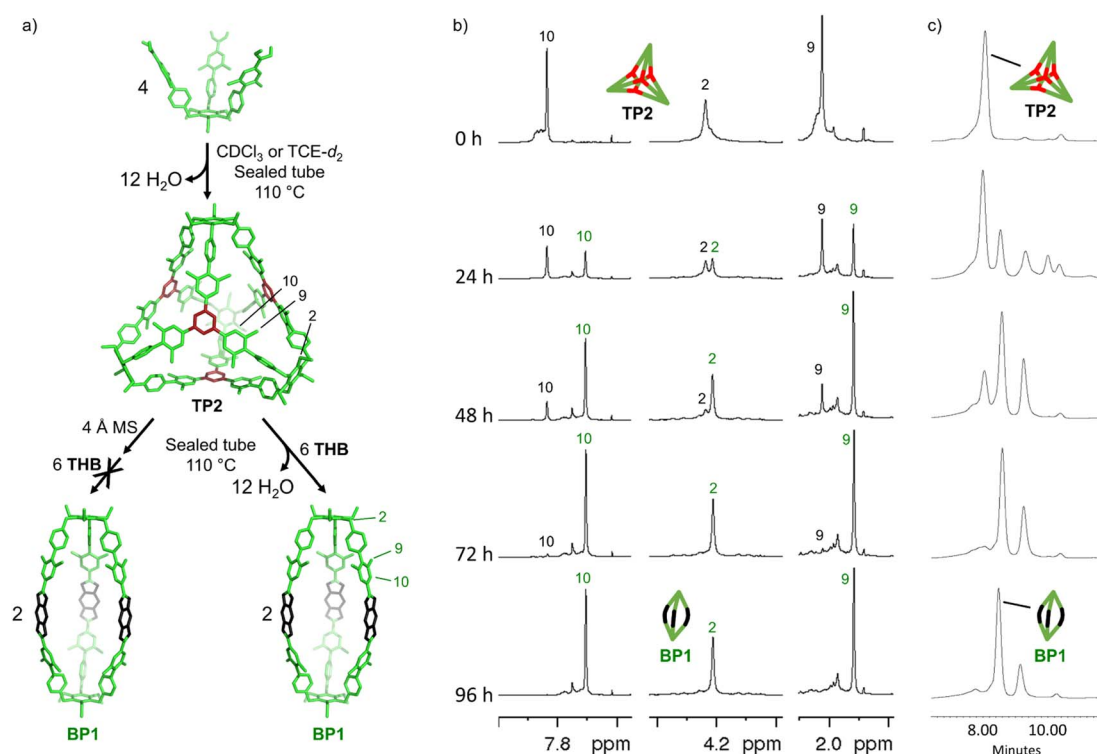 a)
4
CDCl3 or TCE-d2
Sealed tube
110 °C
12 H2O
10
9
2
TP2
4 Å MS
6 THB
Sealed tube
110 °C
6 THB
12 H2O
2
BP1
2
2
9
10
BP1
b)
10
TP2
2
9
0 h
10
10
2
2
9
9
24 h
10
10
2
2
9
9
48 h
10
10
2
9
9
72 h
10
BP1
2
9
96 h
7.8 ppm
4.2 ppm
2.0 ppm
c)
TP2
BP1
8.00 10.00
Minutes